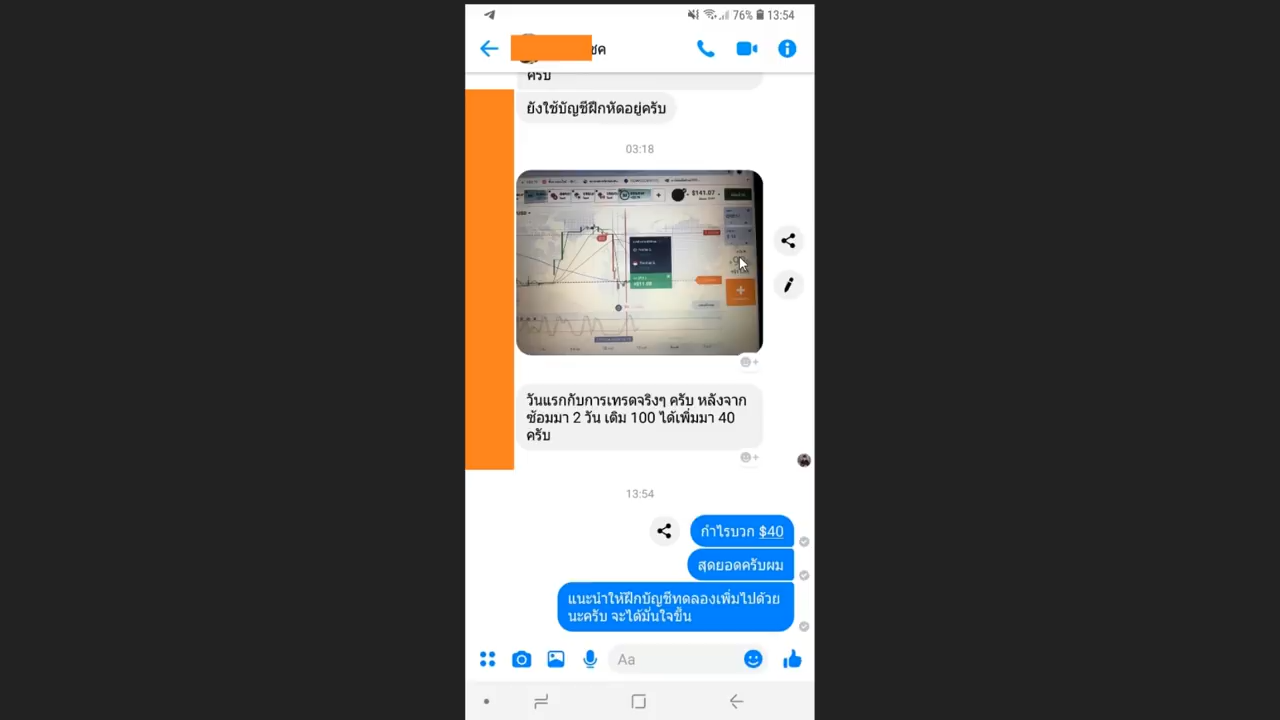 76% 13:54
ชค
ครับ
ยังใช้บัญชีฝึกหัดอยู่ครับ
03:18
$141.07
วันแรกกับการเทรดจริงๆ ครับ หลังจาก
ซ้อมมา 2 วัน เดิม 100 ได้เพิ่มมา 40
ครับ
13:54
กำไรบวก $40
สุดยอดครับผม
แนะนำให้ฝึกบัญชีทดลองเพิ่มไปด้วย
นะครับ จะได้มั่นใจขึ้น
Aa